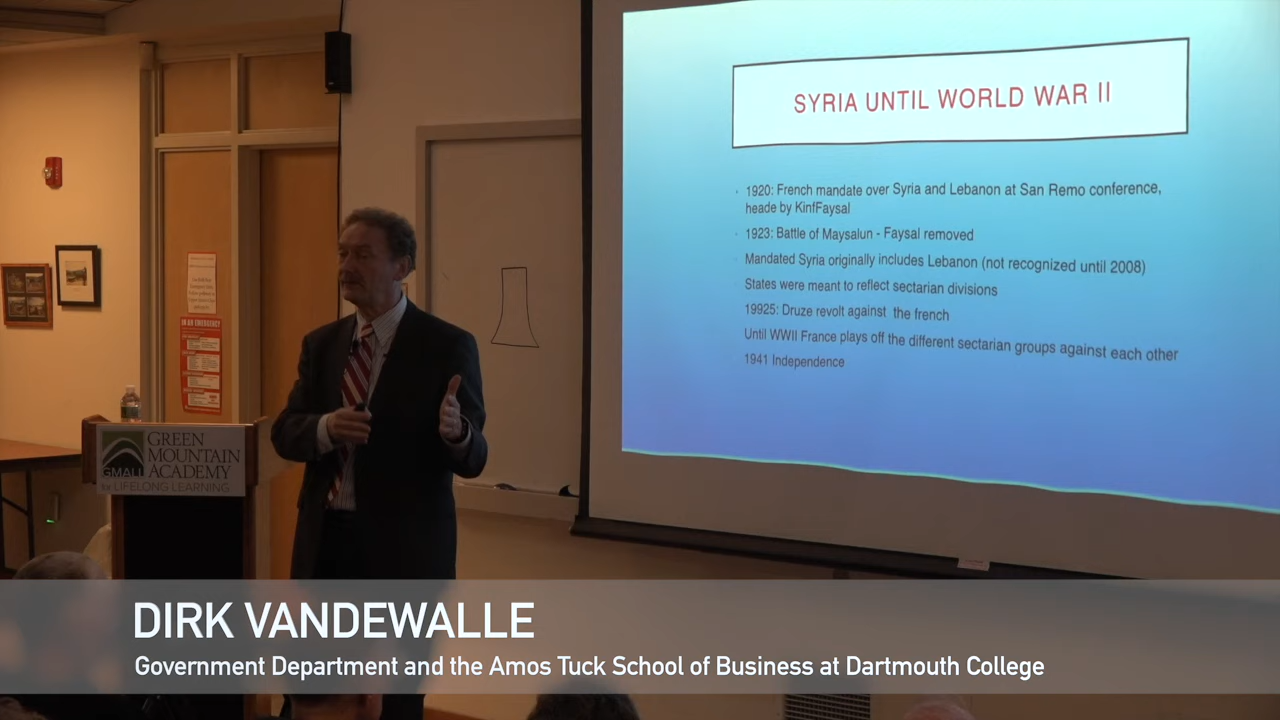 SYRIA UNTIL WORLD WAR II
1920: French mandate over Syria and Lebanon at San Remo conference,
heade by KinfFaysal
1923: Battle of Maysalun - Faysal removed
Mandated Syria originally includes Lebanon (not recognized until 2008)
States were meant to reflect sectarian divisions
19925: Druze revolt against the french
Until WWII France plays off the different sectarian groups against each other
1941 Independence
IN AN EMERGENCY
GREEN
MOUNTAIN
ACADEMY
GMALL
for LIFELONG LEARNING
DIRK VANDEWALLE
Government Department and the Amos Tuck School of Business at Dartmouth College